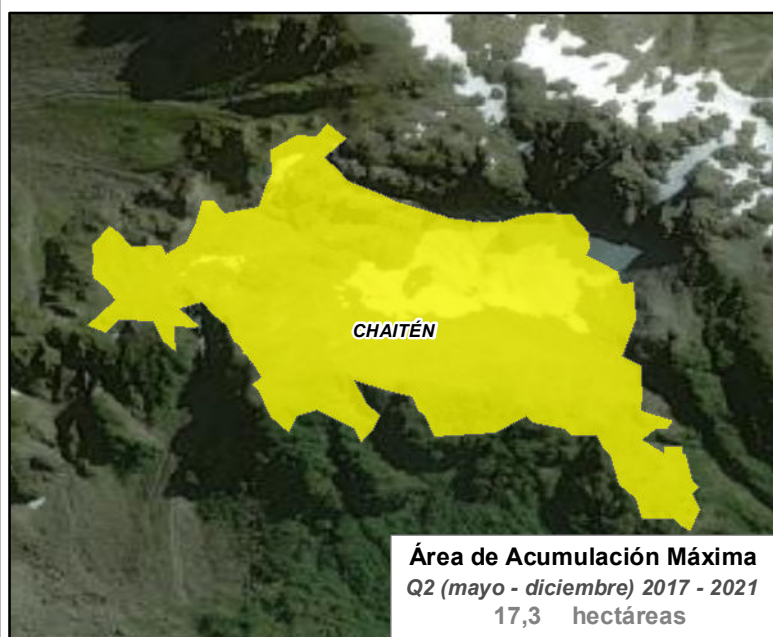 CHAITÉN
Área de Acumulación Máxima
Q2 (mayo - diciembre) 2017 - 2021
17,3 hectáreas